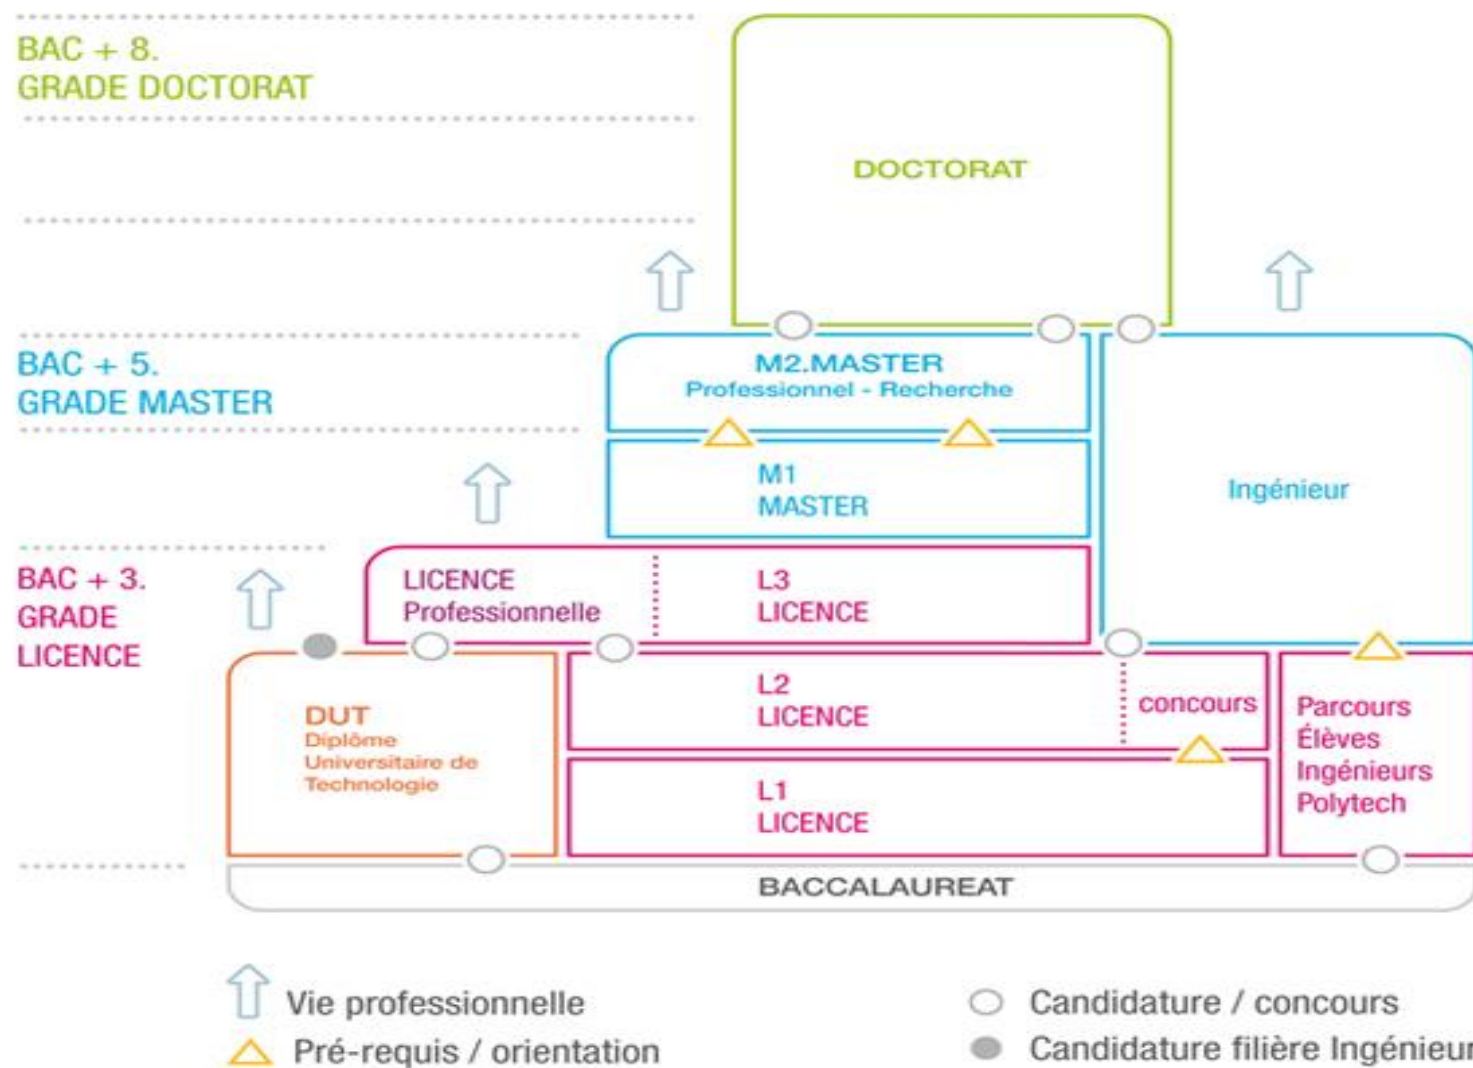 BAC + 8.
GRADE DOCTORAT
DOCTORAT
BAC + 5.
GRADE MASTER
M2.MASTER
Professionnel - Recherche
M1
MASTER
Ingénieur
BAC + 3.
GRADE
LICENCE
LICENCE
Professionnelle
L3
LICENCE
DUT
Diplôme
Universitaire de
Technologie
L2
LICENCE
concours
Parcours
Élèves
Ingénieurs
Polytech
L1
LICENCE
BACCALAUREAT
Vie professionnelle
Pré-requis / orientation
Candidature / concours
Candidature filière Ingénieur